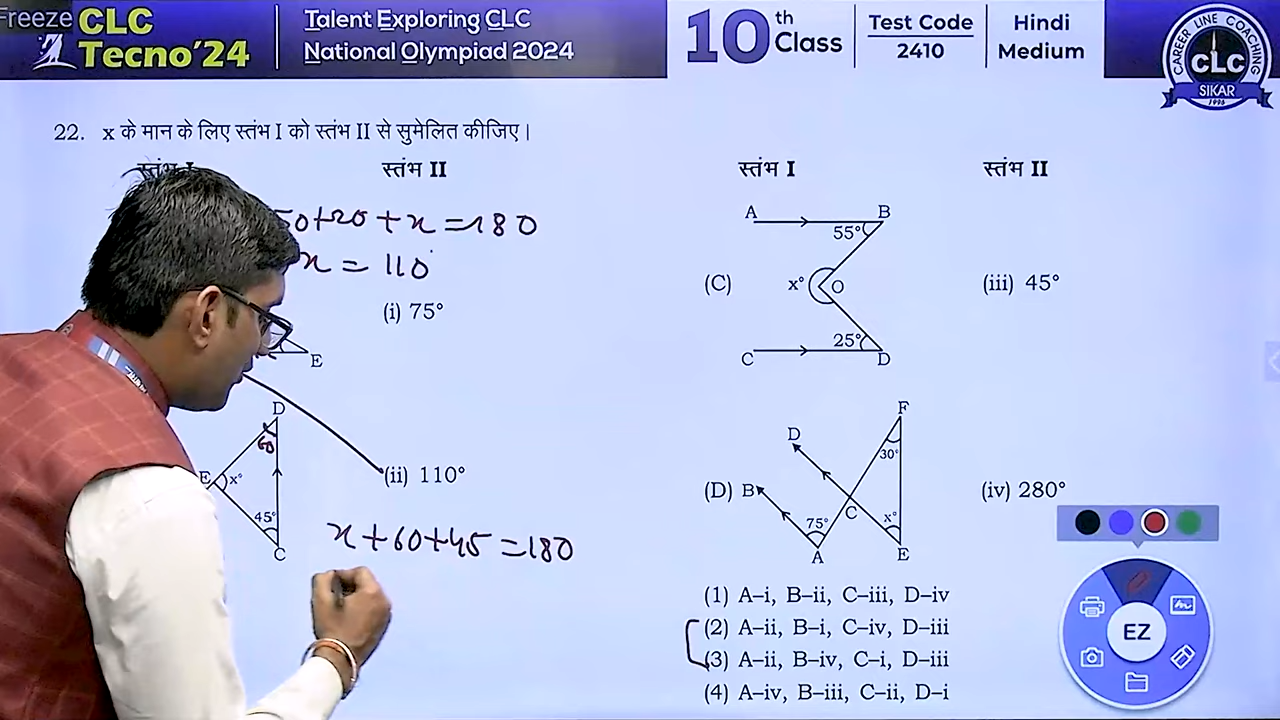 Freeze
CLC
Tecno'24
Talent Exploring CLC
National Olympiad 2024
10th Class
Test Code
2410
Hindi
Medium
CAREER LINE COACHING
CLC
SIKAR
1996
22. x के मान के लिए स्तंभ I को स्तंभ II से सुमेलित कीजिए।
स्तंभ I
स्तंभ II
50+20+x=180
x = 110
(i) 75°
E
D
60
E
x°
45°
C
(ii) 110°
x+60+45=180
स्तंभ I
स्तंभ II
A
B
55°
(C)
x°
O
(iii) 45°
25°
C
D
F
D
30°
(D)
B
C
75°
x°
A
E
(iv) 280°
(1) A–i, B–ii, C–iii, D–iv
(2) A–ii, B–i, C–iv, D–iii
(3) A–ii, B–iv, C–i, D–iii
(4) A–iv, B–iii, C–ii, D–i
EZ